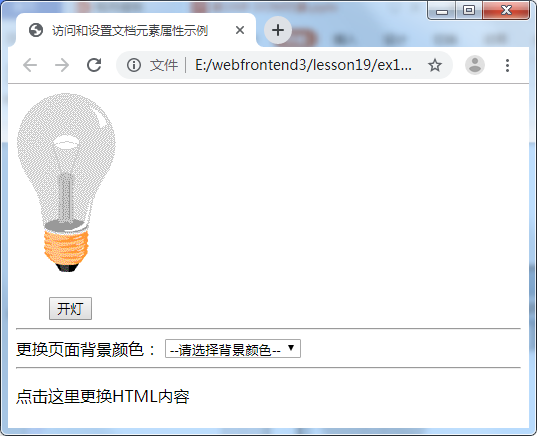 访问和设置文档元素属性示例
文件 | E:/webfrontend3/lesson19/ex1...
开灯
更换页面背景颜色： --请选择背景颜色--
点击这里更换HTML内容